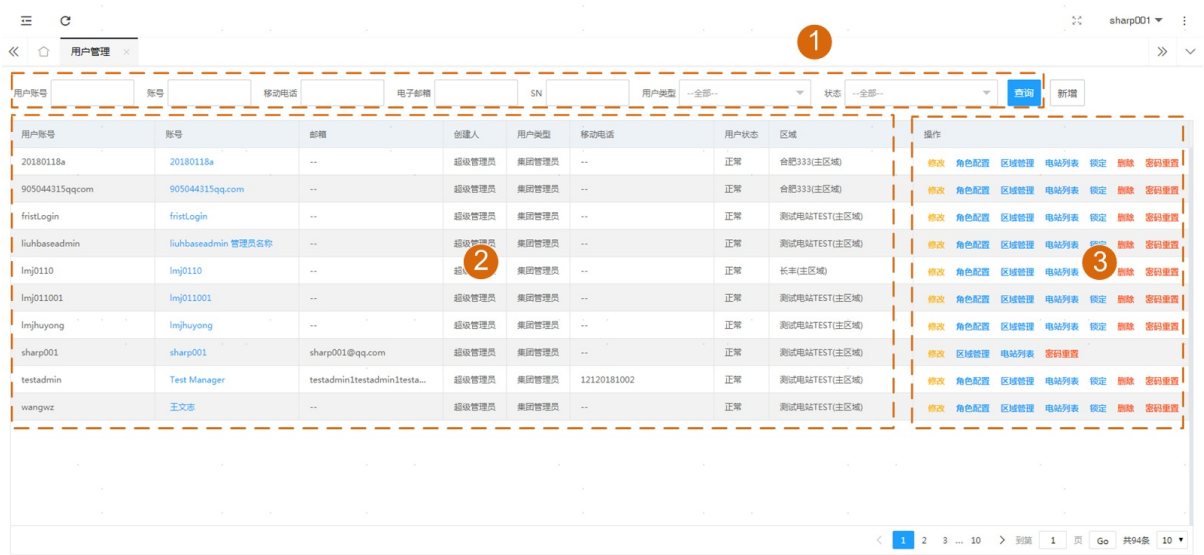 sharp001
用户管理
1
用户账号 账号 移动电话 电子邮箱 SN 用户类型 --全部-- 状态 --全部-- 查询 新增
用户账号 账号 邮箱 创建人 用户类型 移动电话 用户状态 区域 操作
20180118a 20180118a -- 超级管理员 集团管理员 -- 正常 合肥333(主区域) 修改 角色配置 区域管理 电站列表 锁定 删除 密码重置
905044315qqcom 905044315qq.com -- 超级管理员 集团管理员 -- 正常 合肥333(主区域) 修改 角色配置 区域管理 电站列表 锁定 删除 密码重置
fristLogin fristLogin -- 超级管理员 集团管理员 -- 正常 测试电站TEST(主区域) 修改 角色配置 区域管理 电站列表 锁定 删除 密码重置
liuhbaseadmin liuhbaseadmin 管理员名称 -- 超级管理员 集团管理员 -- 正常 测试电站TEST(主区域) 修改 角色配置 区域管理 电站列表 锁定 删除 密码重置
lmj0110 lmj0110 -- 2 集团管理员 -- 正常 长丰(主区域) 修改 角色配置 区域管理 电站列表 3 删除 密码重置
lmj011001 lmj011001 -- 超级管理员 集团管理员 -- 正常 测试电站TEST(主区域) 修改 角色配置 区域管理 电站列表 锁定 删除 密码重置
lmjhuyong lmjhuyong -- 超级管理员 集团管理员 -- 正常 测试电站TEST(主区域) 修改 角色配置 区域管理 电站列表 锁定 删除 密码重置
sharp001 sharp001 sharp001@qq.com 超级管理员 集团管理员 -- 正常 测试电站TEST(主区域) 修改 区域管理 电站列表 密码重置
testadmin Test Manager testadmin1testadmin1testa... 超级管理员 集团管理员 12120181002 正常 测试电站TEST(主区域) 修改 角色配置 区域管理 电站列表 锁定 删除 密码重置
wangwz 王文志 -- 超级管理员 集团管理员 -- 正常 测试电站TEST(主区域) 修改 角色配置 区域管理 电站列表 锁定 删除 密码重置
1 2 3 ... 10 到第 1 页 Go 共94条 10